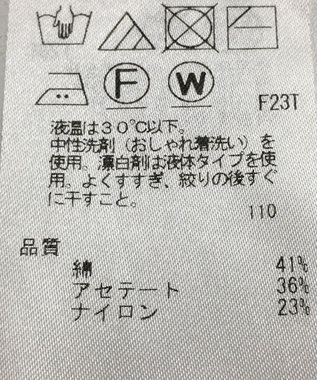 F W
F23T
液温は30℃以下。
中性洗剤（おしゃれ着洗い）を
使用。漂白剤は液体タイプを使
用。よくすすぎ、絞りの後すぐ
に干すこと。
110
品質
綿 41%
アセテート 36%
ナイロン 23%